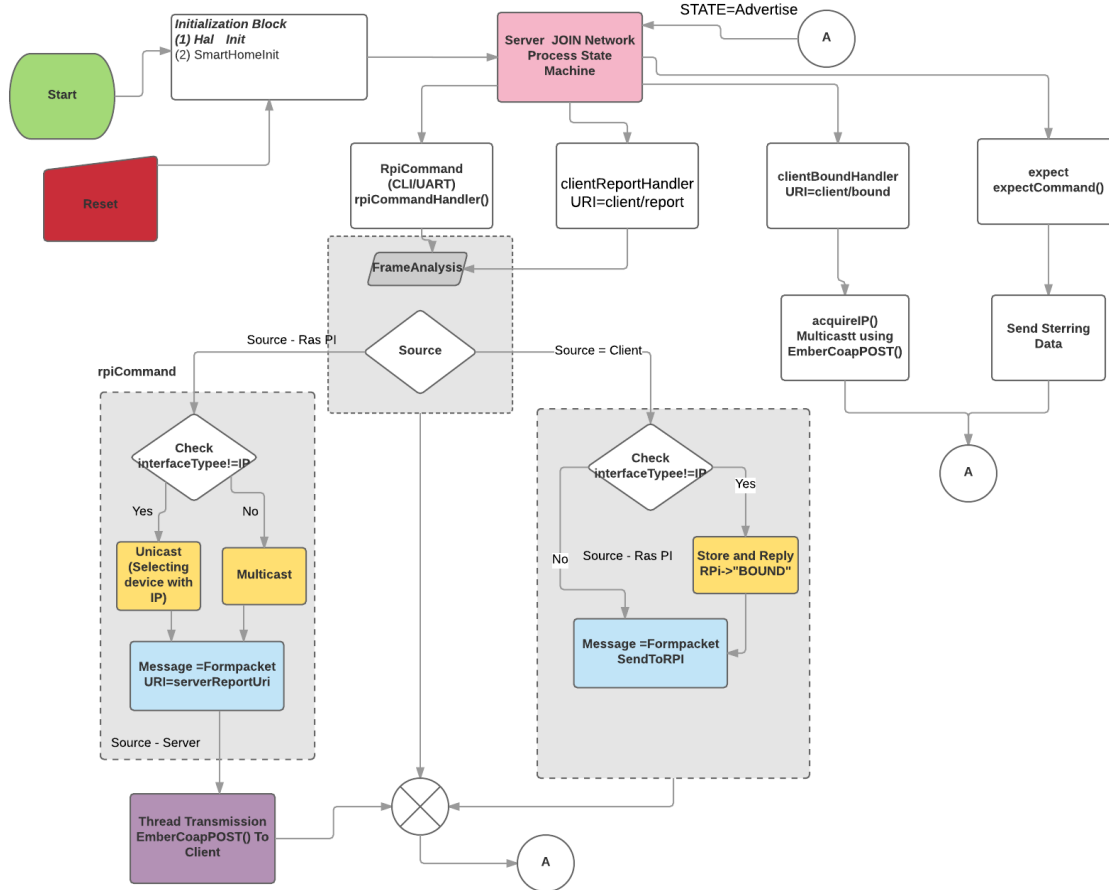 STATE=Advertise
A
Initialization Block
(1) Hal Init
(2) SmartHomeInit
Server JOIN Network
Process State
Machine
Start
Reset
RpiCommand
(CLI/UART)
rpiCommandHandler()
clientReportHandler
URI=client/report
clientBoundHandler
URI=client/bound
expect
expectCommand()
FrameAnalysis
acquireIP()
Multicastt using
EmberCoapPOST()
Send Sterring
Data
Source - Ras PI
Source
Source = Client
rpiCommand
Check
interfaceTypee!=IP
Yes
No
Unicast
(Selecting
device with
IP)
Multicast
Message =Formpacket
URI=serverReportUri
Source - Server
Thread Transmission
EmberCoapPOST() To
Client
Check
interfaceTypee!=IP
Yes
No
Source - Ras PI
Store and Reply
RPi->"BOUND"
Message =Formpacket
SendToRPI
A
A